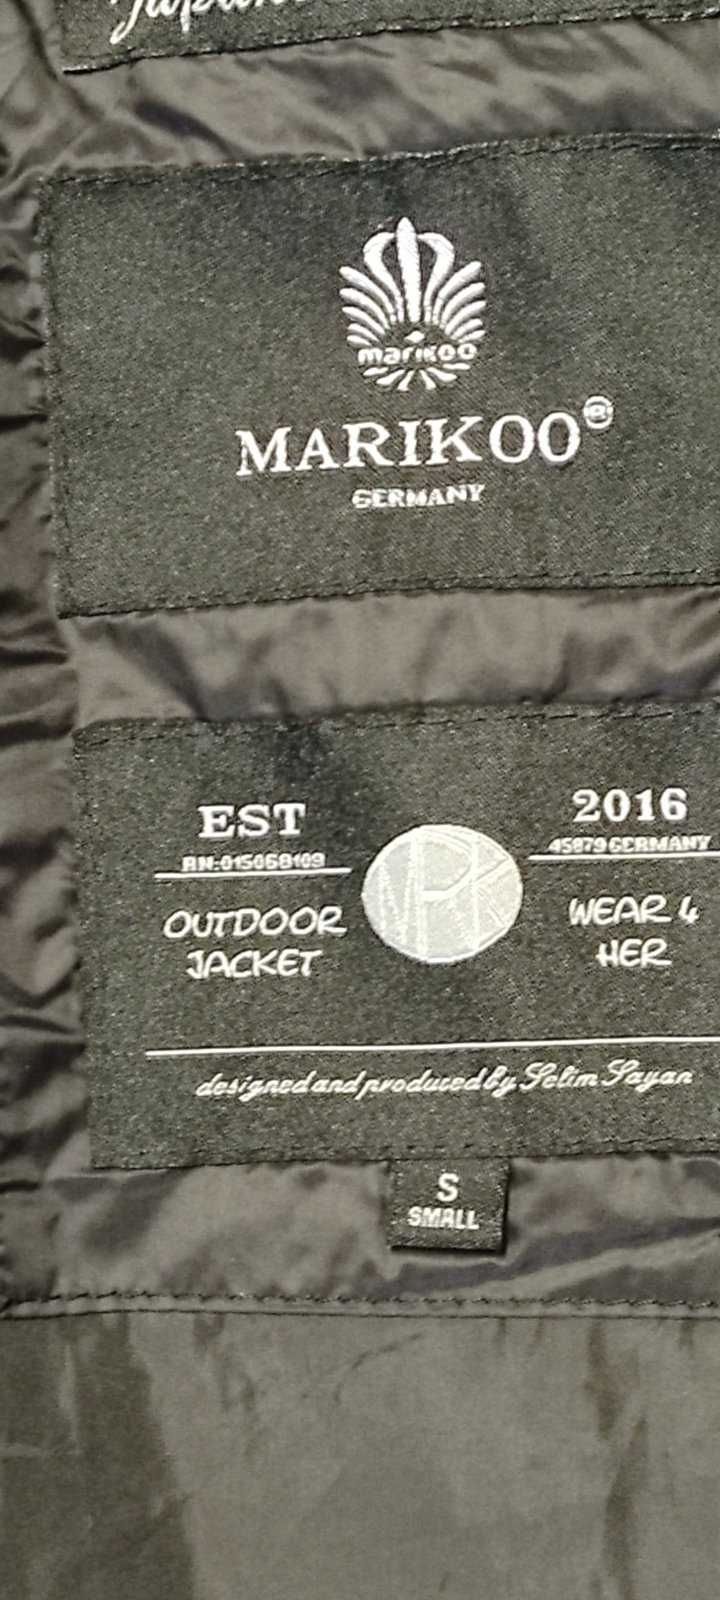 marikoo
MARIKOO®
GERMANY
EST
2016
RN:015068109
45879 GERMANY
OUTDOOR
JACKET
WEAR 4
HER
designed and produced by Selim Sayan
S
SMALL